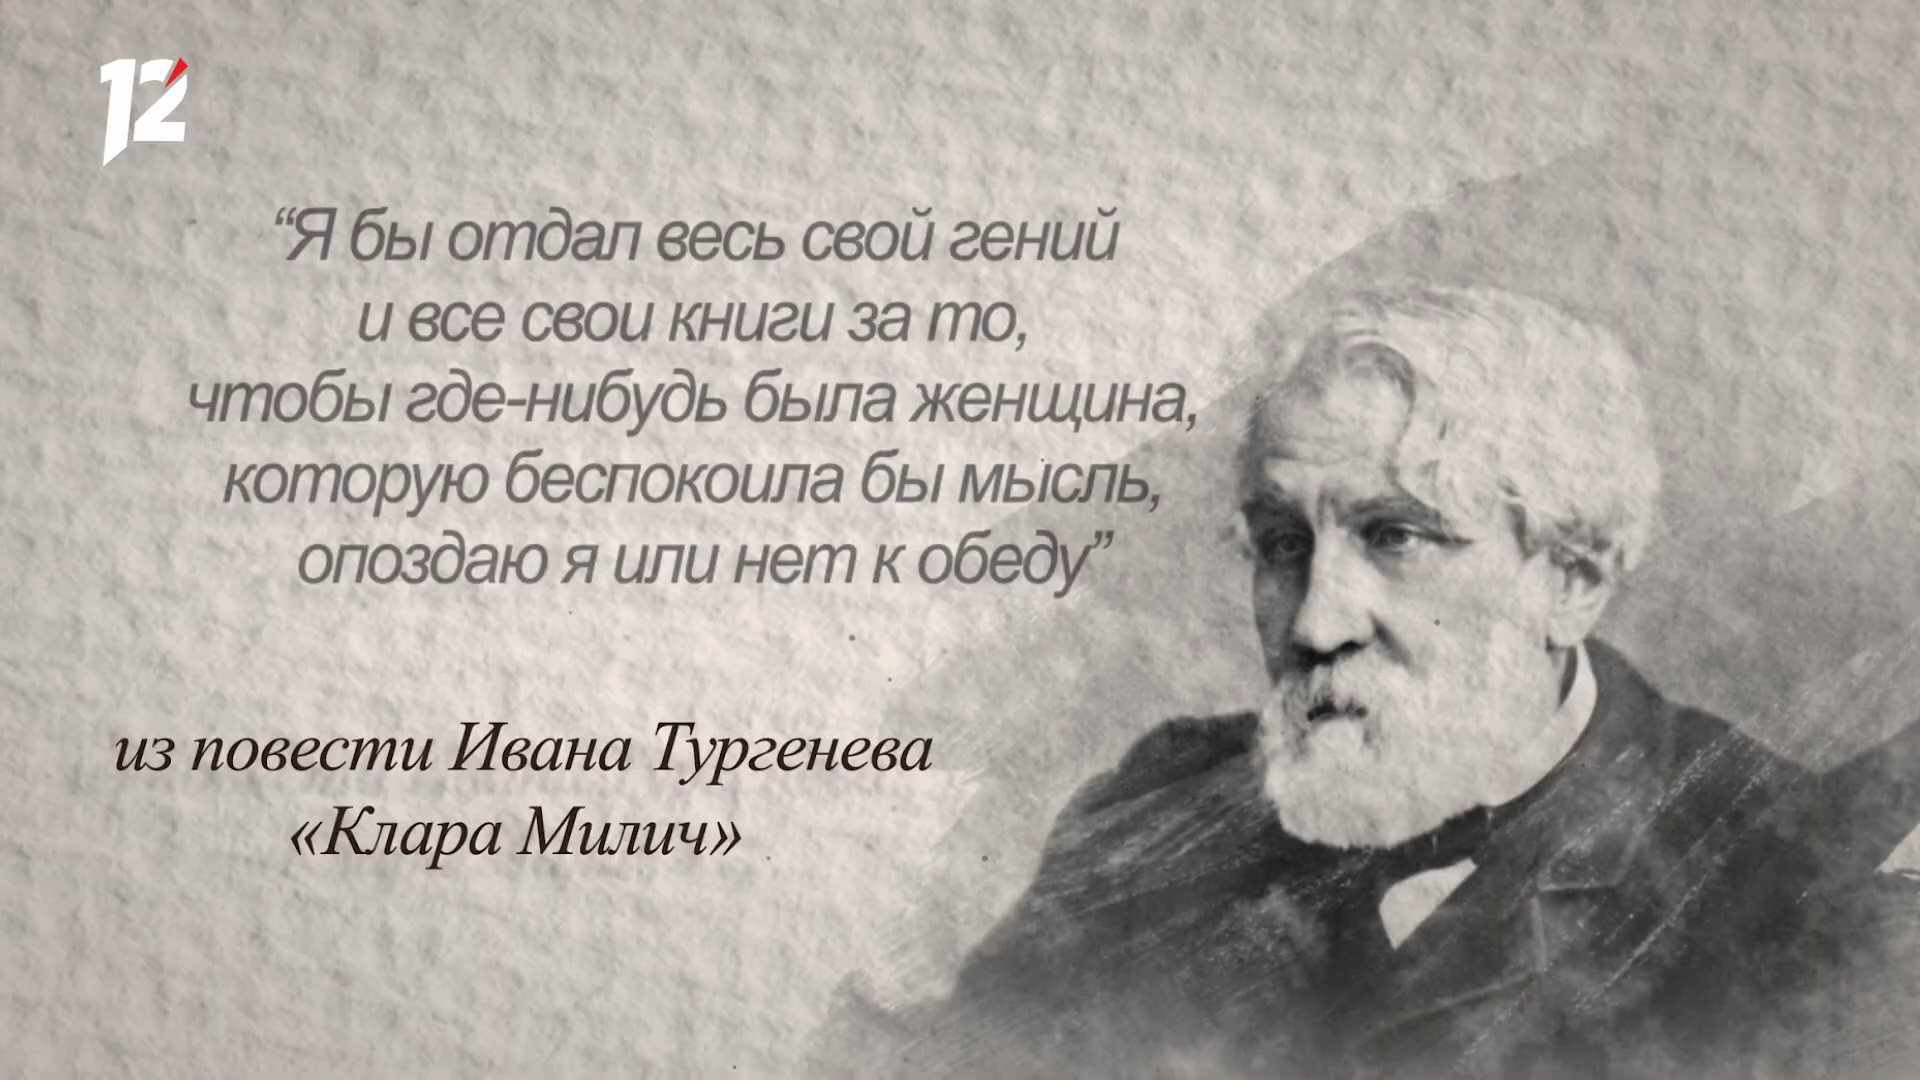 12
“Я бы отдал весь свой гений
и все свои книги за то,
чтобы где-нибудь была женщина,
которую беспокоила бы мысль,
опоздаю я или нет к обеду”
из повести Ивана Тургенева
«Клара Милич»